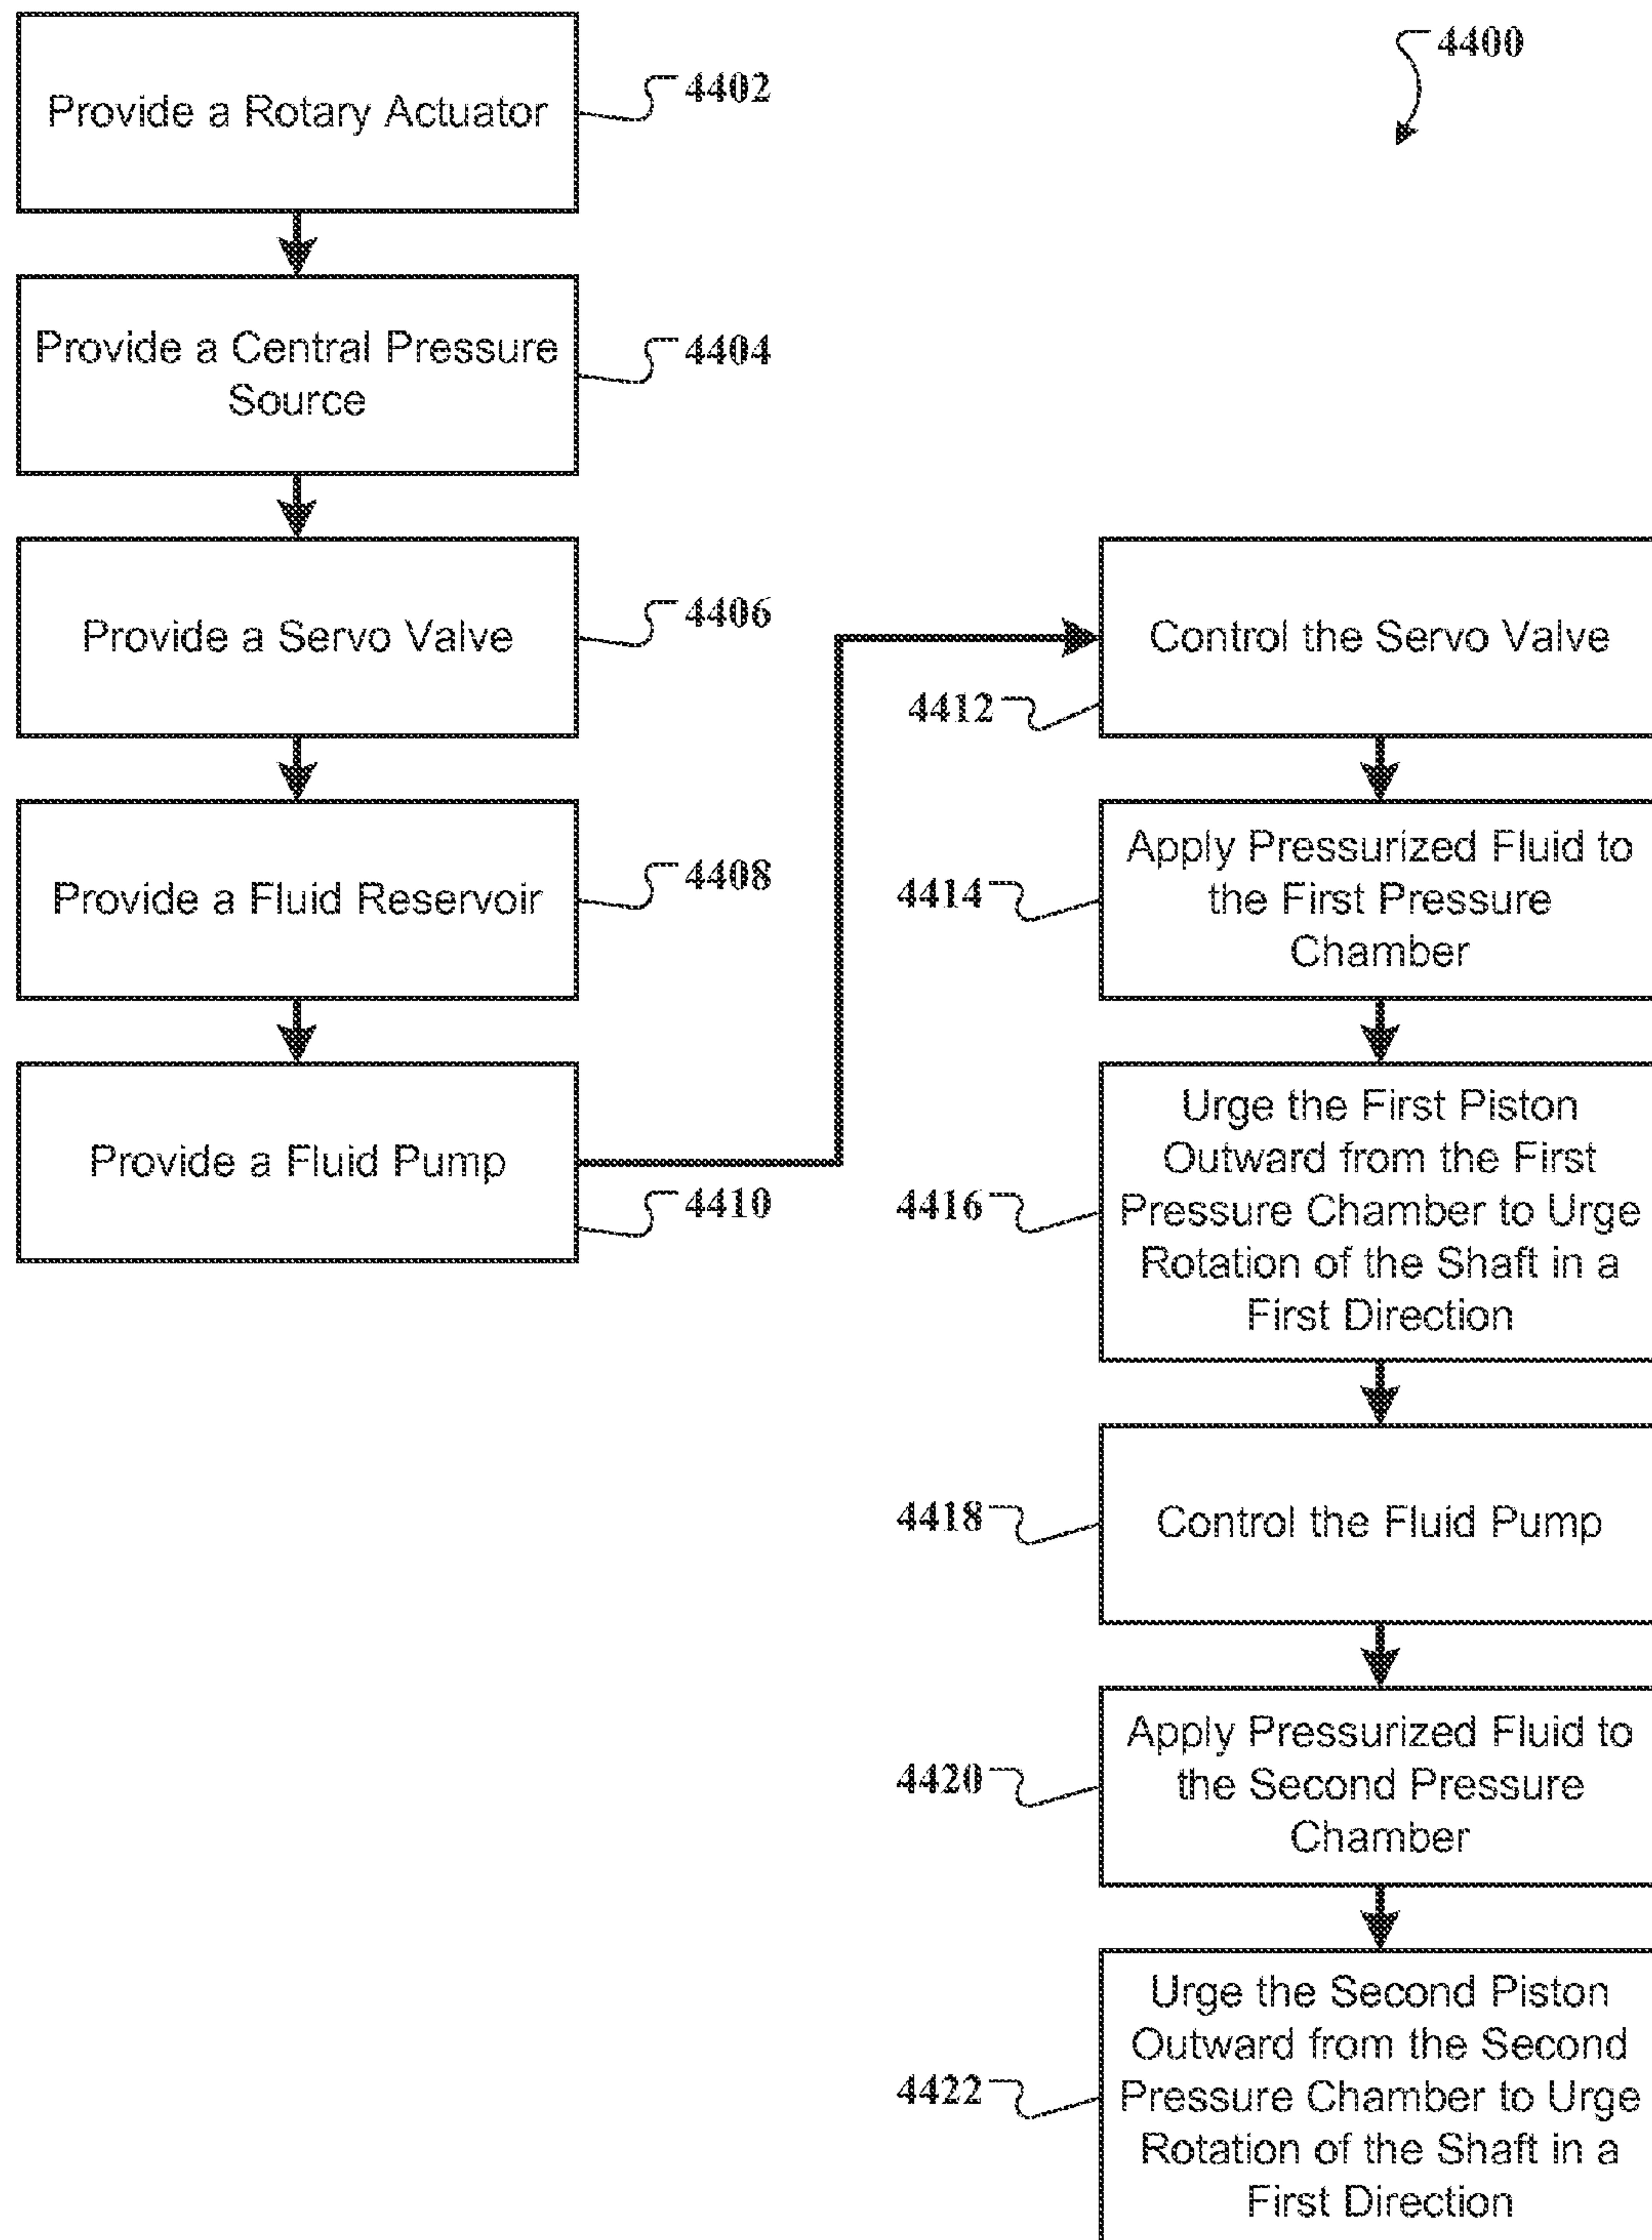 4400
Provide a Rotary Actuator
4402
Provide a Central Pressure
Source
4404
Provide a Servo Valve
4406
Provide a Fluid Reservoir
4408
Provide a Fluid Pump
4410
Control the Servo Valve
4412
Apply Pressurized Fluid to
the First Pressure
Chamber
4414
Urge the First Piston
Outward from the First
Pressure Chamber to Urge
Rotation of the Shaft in a
First Direction
4416
Control the Fluid Pump
4418
Apply Pressurized Fluid to
the Second Pressure
Chamber
4420
Urge the Second Piston
Outward from the Second
Pressure Chamber to Urge
Rotation of the Shaft in a
First Direction
4422